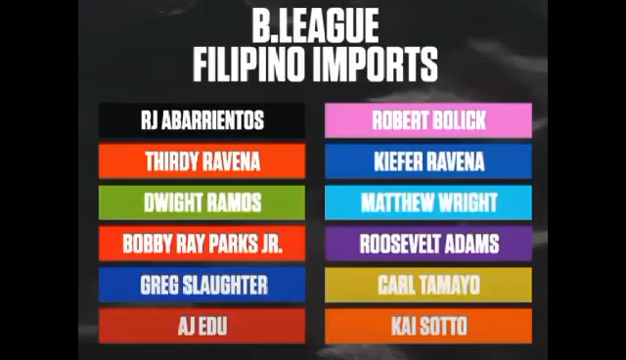 B.LEAGUE
FILIPINO IMPORTS
RJ ABARRIENTOS
ROBERT BOLICK
THIRDY RAVENA
KIEFER RAVENA
DWIGHT RAMOS
MATTHEW WRIGHT
BOBBY RAY PARKS JR.
ROOSEVELT ADAMS
GREG SLAUGHTER
CARL TAMAYO
AJ EDU
KAI SOTTO